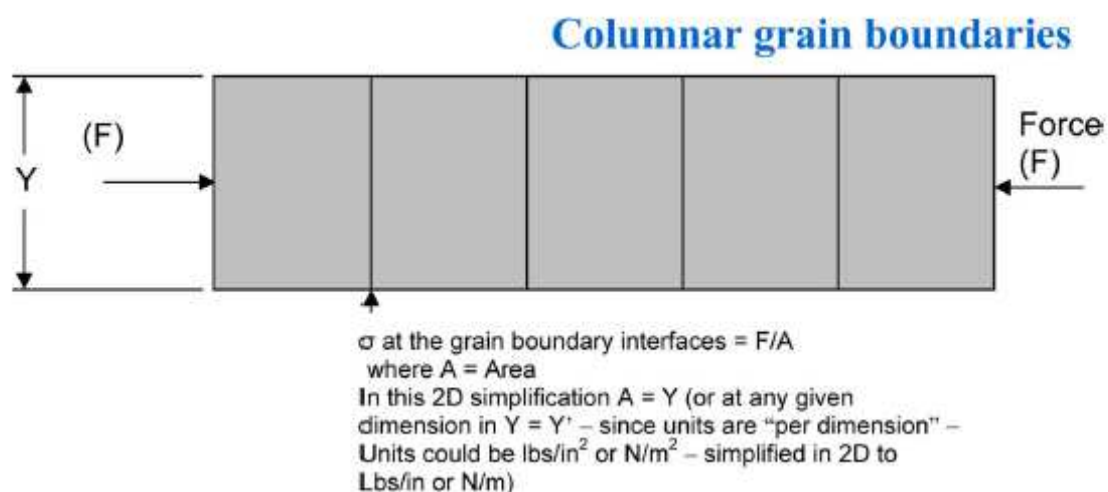 Columnar grain boundaries
(F)
Y
Force
(F)
σ at the grain boundary interfaces = F/A
where A = Area
In this 2D simplification A = Y (or at any given
dimension in Y = Y' – since units are “per dimension” –
Units could be lbs/in² or N/m² – simplified in 2D to
Lbs/in or N/m)